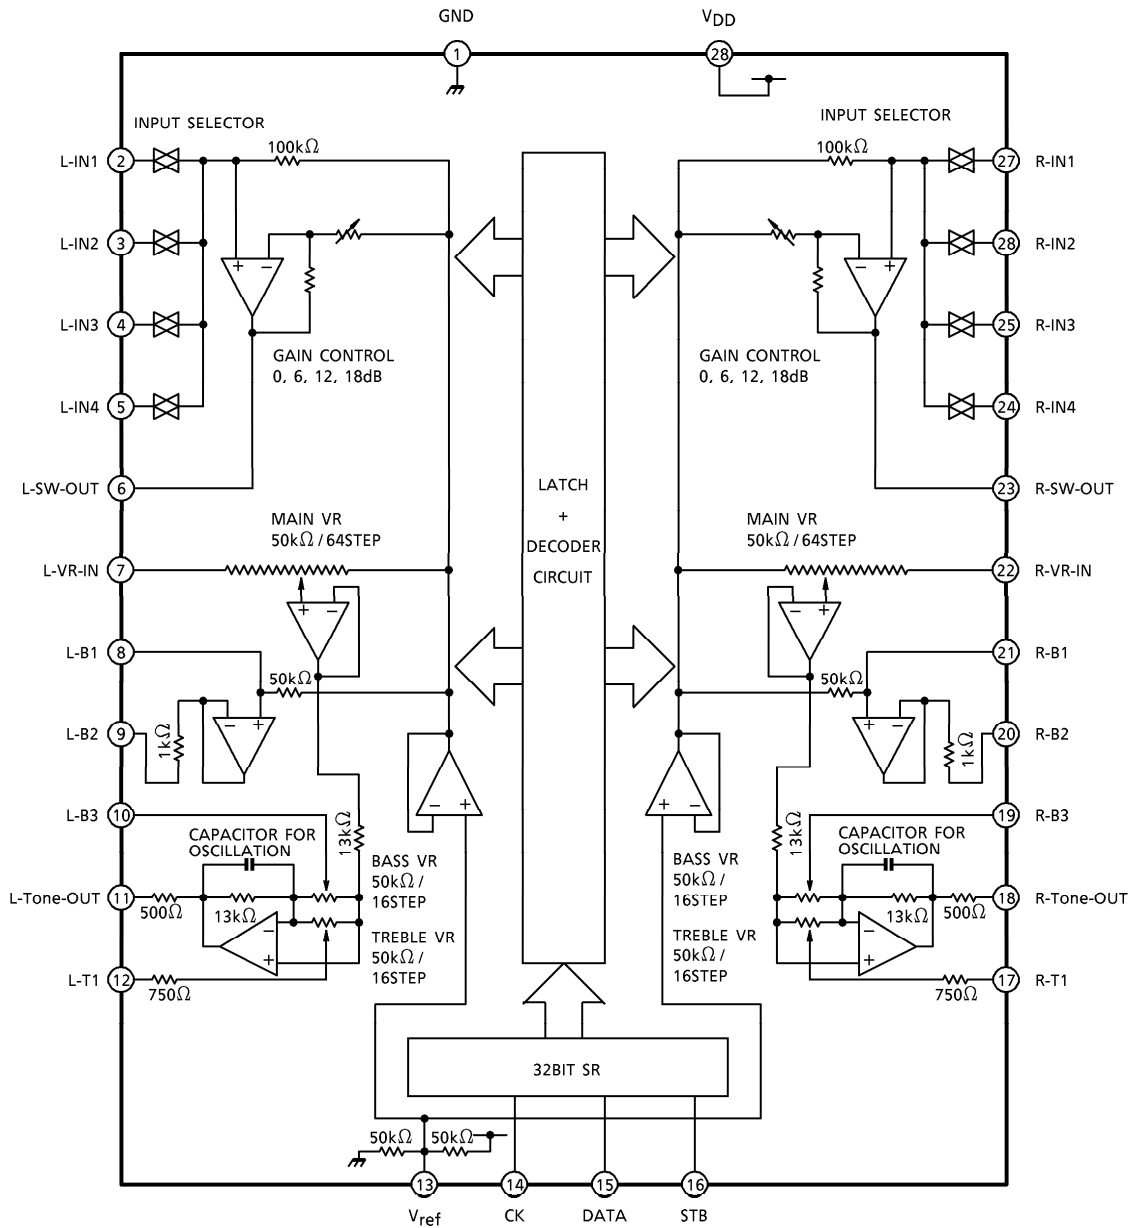 GND
VDD
1
28
INPUT SELECTOR
INPUT SELECTOR
L-IN1 2
100kΩ
100kΩ
27 R-IN1
L-IN2 3
28 R-IN2
+ −
− +
L-IN3 4
25 R-IN3
GAIN CONTROL
0, 6, 12, 18dB
GAIN CONTROL
0, 6, 12, 18dB
L-IN4 5
24 R-IN4
L-SW-OUT 6
23 R-SW-OUT
LATCH
+
DECODER
CIRCUIT
MAIN VR
50kΩ/64STEP
MAIN VR
50kΩ/64STEP
L-VR-IN 7
22 R-VR-IN
+ −
− +
L-B1 8
21 R-B1
50kΩ
50kΩ
− +
+ −
L-B2 9
1kΩ
1kΩ
20 R-B2
− +
+ −
L-B3 10
19 R-B3
13kΩ
13kΩ
CAPACITOR FOR
OSCILLATION
CAPACITOR FOR
OSCILLATION
BASS VR
50kΩ/
16STEP
BASS VR
50kΩ/
16STEP
L-Tone-OUT 11
500Ω
13kΩ
13kΩ
500Ω
18 R-Tone-OUT
−
+
−
+
TREBLE VR
50kΩ/
16STEP
TREBLE VR
50kΩ/
16STEP
L-T1 12
750Ω
750Ω
17 R-T1
32BIT SR
50kΩ
50kΩ
13
14
15
16
Vref
CK
DATA
STB